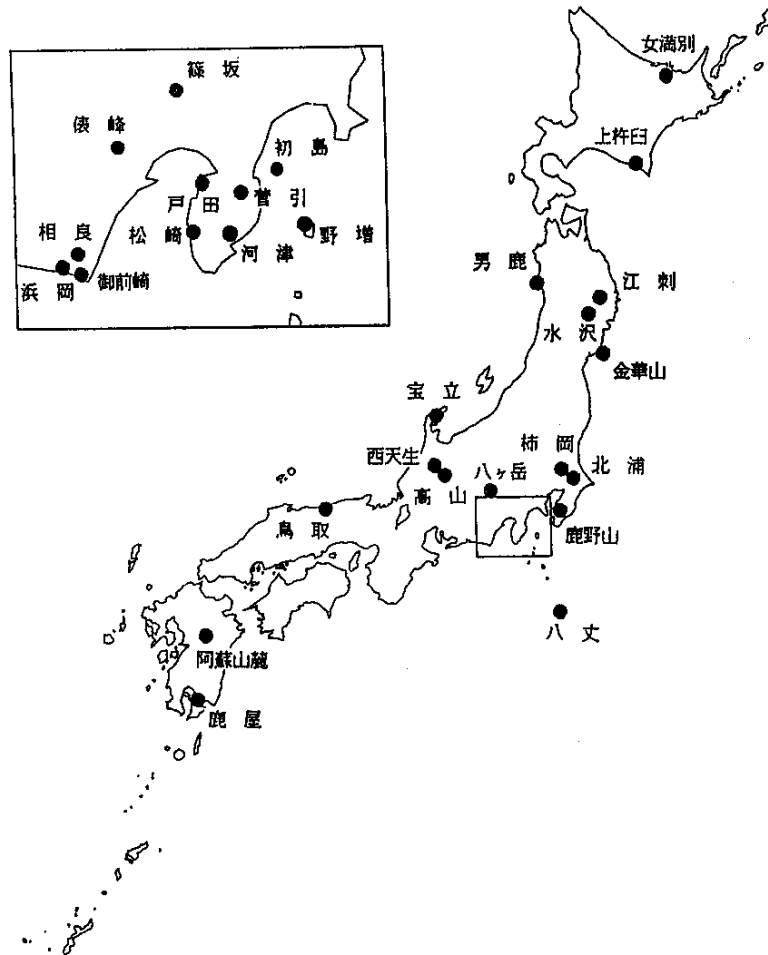 篠坂
俵峰
初島
戸田
菅引
相良
松崎
河津
野増
浜岡
御前崎
女満別
上杵臼
男鹿
江刺
水沢
金華山
宝立
西天生
高山
八ヶ岳
柿岡
北浦
鳥取
鹿野山
八丈
阿蘇山麓
鹿屋